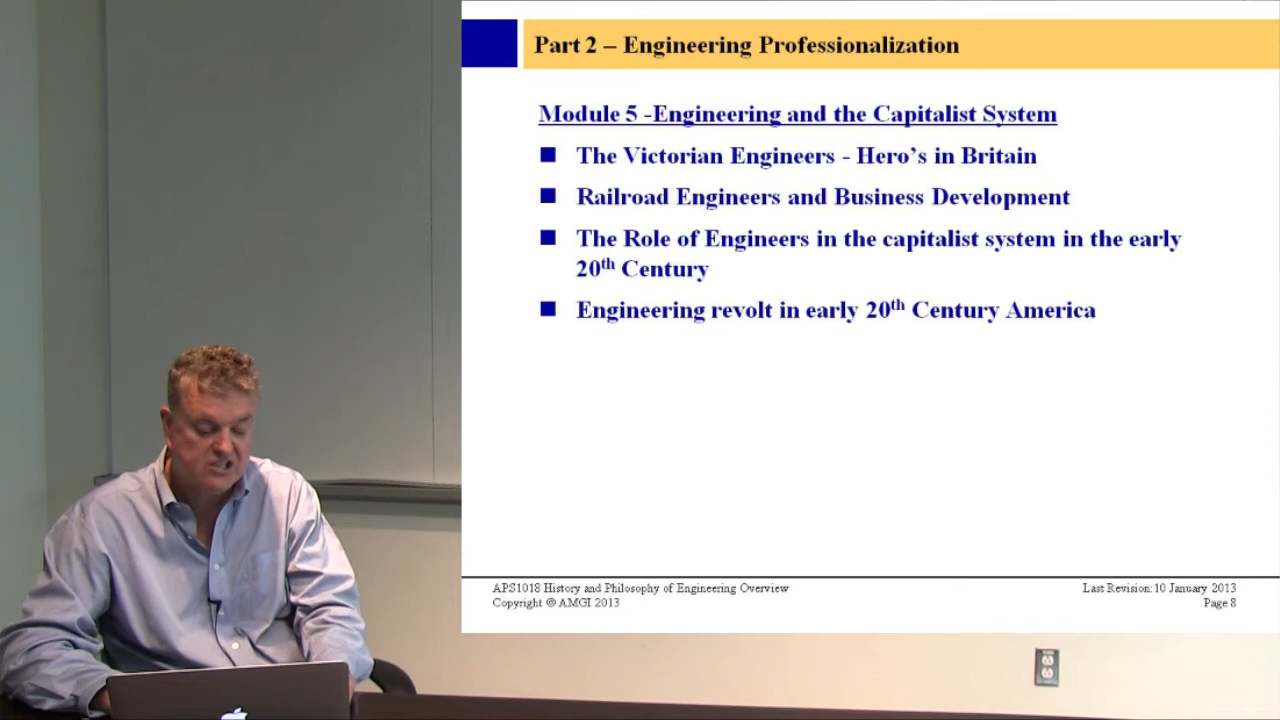 Part 2 – Engineering Professionalization
Module 5 -Engineering and the Capitalist System
The Victorian Engineers - Hero's in Britain
Railroad Engineers and Business Development
The Role of Engineers in the capitalist system in the early
20th Century
Engineering revolt in early 20th Century America
APS1018 History and Philosophy of Engineering Overview
Last Revision: 10 January 2013
Copyright @ AMGI 2013
Page 8